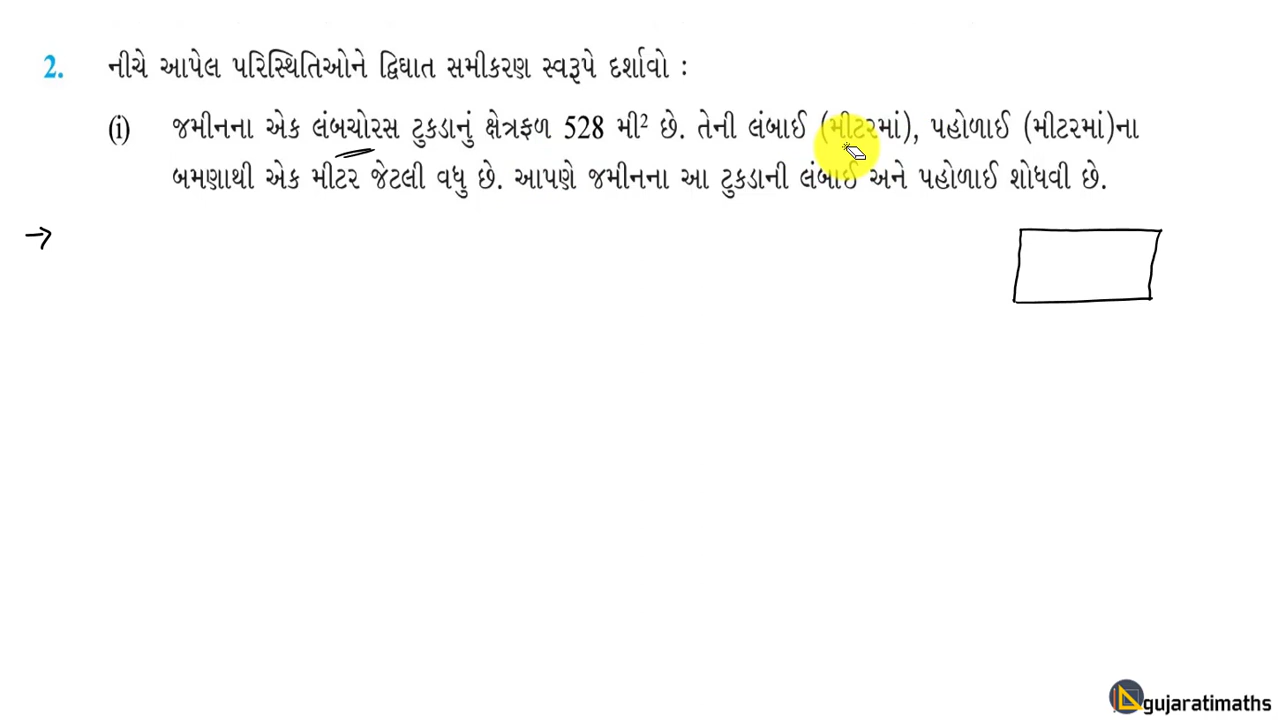 2. નીચે આપેલ પરિસ્થિતિઓને દ્વિઘાત સમીકરણ સ્વરૂપે દર્શાવો :
(i) જમીનના એક લંબચોરસ ટુકડાનું ક્ષેત્રફળ 528 મી² છે. તેની લંબાઈ (મીટરમાં), પહોળાઈ (મીટરમાં)ના
બમણાથી એક મીટર જેટલી વધુ છે. આપણે જમીનના આ ટુકડાની લંબાઈ અને પહોળાઈ શોધવી છે.
gujaratimaths